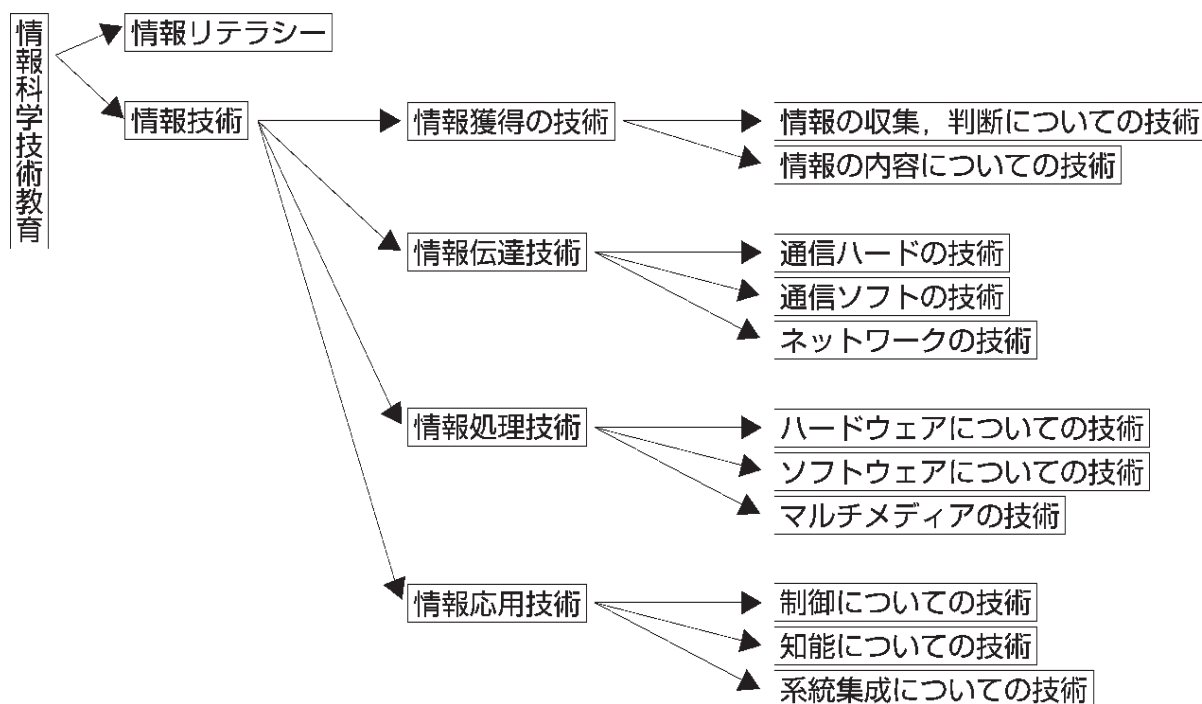 情報科学技術教育
情報リテラシー
情報技術
情報獲得の技術
情報の収集，判断についての技術
情報の内容についての技術
情報伝達技術
通信ハードの技術
通信ソフトの技術
ネットワークの技術
情報処理技術
ハードウェアについての技術
ソフトウェアについての技術
マルチメディアの技術
情報応用技術
制御についての技術
知能についての技術
系統集成についての技術